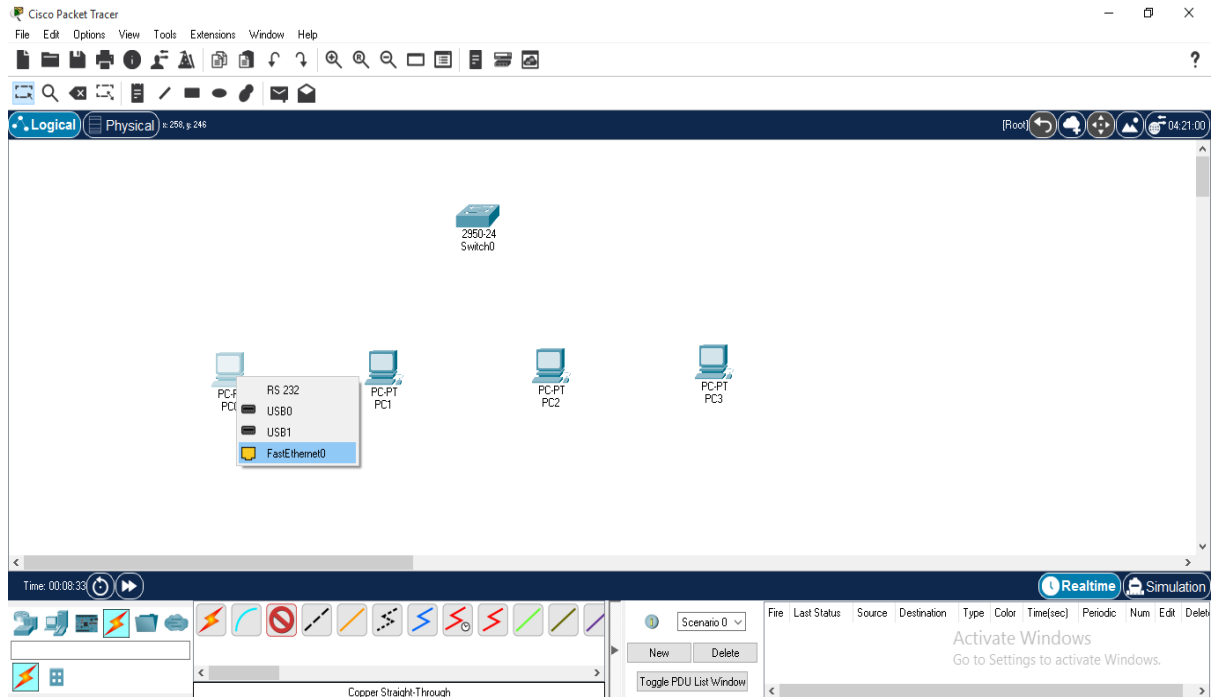 Cisco Packet Tracer
File Edit Options View Tools Extensions Window Help
?
Logical Physical x: 258, y: 246 [Root] 04:21:00
2950-24
Switch0
PC-PT
PC1
PC-PT
PC2
PC-PT
PC3
PC-P
PC0
RS 232
USB0
USB1
FastEthernet0
Time: 00:08:33 Realtime Simulation
Scenario 0
New Delete
Toggle PDU List Window
Fire Last Status Source Destination Type Color Time(sec) Periodic Num Edit Delet
Activate Windows
Go to Settings to activate Windows.
Copper Straight-Through